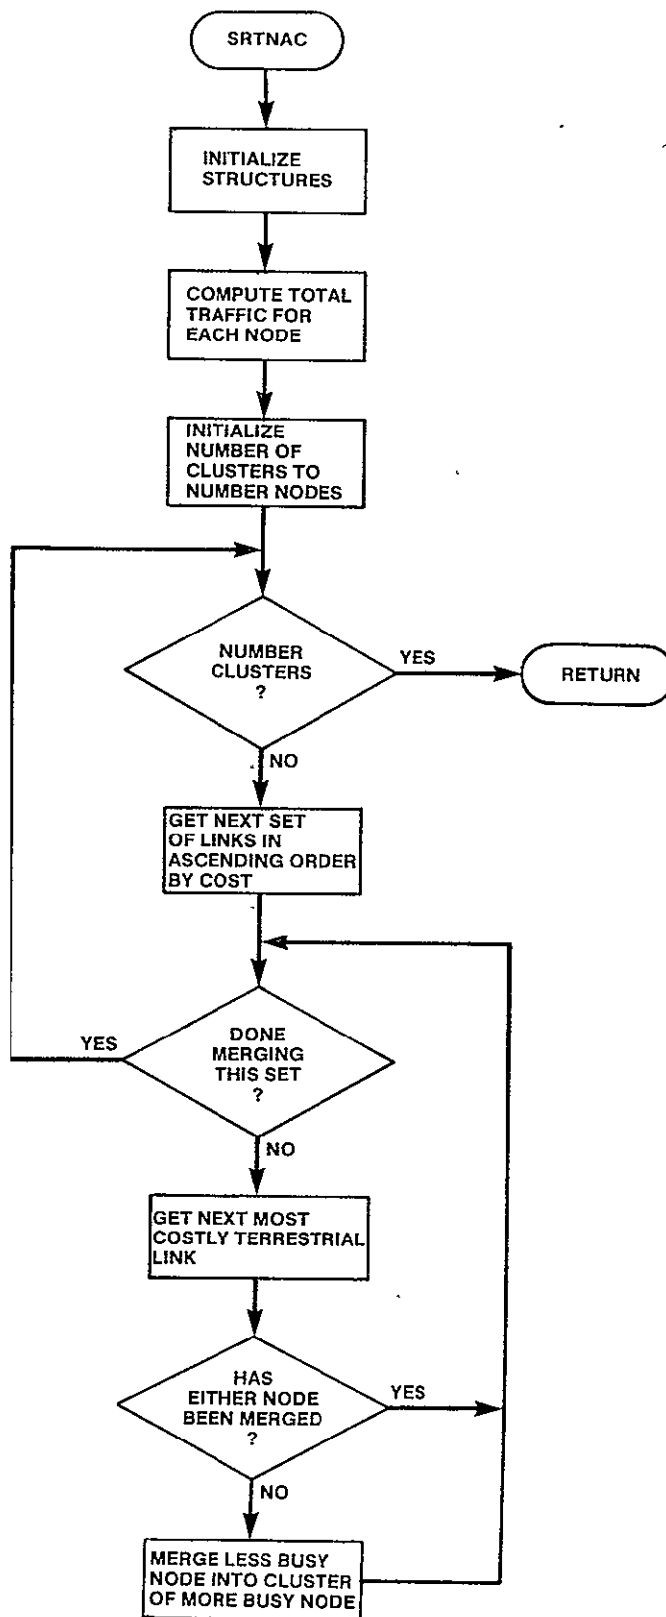 SRTNAC
INITIALIZE
STRUCTURES
COMPUTE TOTAL
TRAFFIC FOR
EACH NODE
INITIALIZE
NUMBER OF
CLUSTERS TO
NUMBER NODES
NUMBER
CLUSTERS
?
YES
RETURN
NO
GET NEXT SET
OF LINKS IN
ASCENDING ORDER
BY COST
YES
DONE
MERGING
THIS SET
?
NO
GET NEXT MOST
COSTLY TERRESTRIAL
LINK
HAS
EITHER NODE
BEEN MERGED
?
YES
NO
MERGE LESS BUSY
NODE INTO CLUSTER
OF MORE BUSY NODE